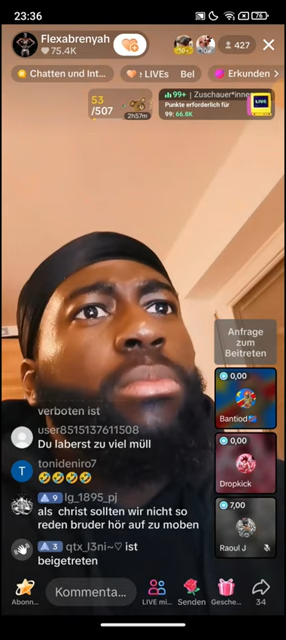 23:36
76
Flexabrenyah
75.4K
427
Chatten und Int...
e LIVEs
Bel
Erkunden
53
/507
2h57m
99+ | Zuschauer*inne
Punkte erforderlich für
99: 66.8K
LIVE
Anfrage
zum
Beitreten
0,00
Bantiod
0,00
Dropkick
7,00
Raoul J
verboten ist
user8515137611508
Du laberst zu viel müll
T
tonideniro7
🤣🤣🤣🤣
9 lg_1895_pj
als christ sollten wir nicht so
reden bruder hör auf zu moben
3 qtx_l3ni~♡ ist
beigetreten
Kommenta...
Abonn...
LIVE mi...
Senden
Gesche...
34